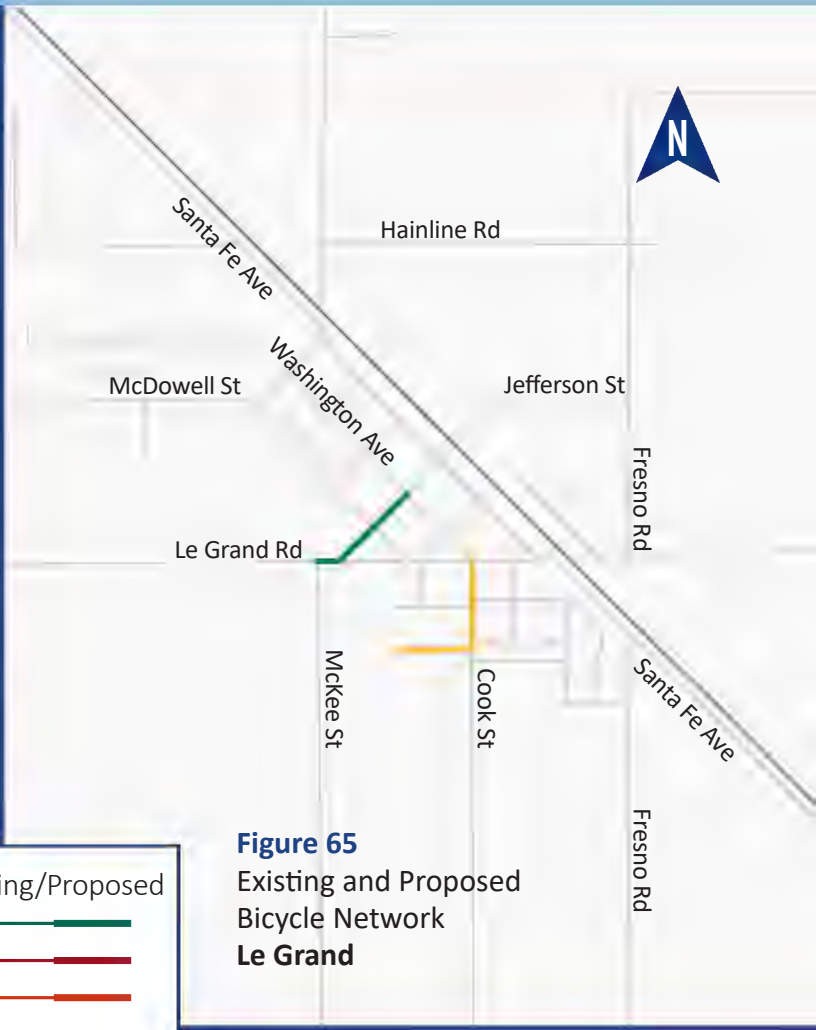 N
Santa Fe Ave
Hainline Rd
Washington Ave
McDowell St
Jefferson St
Fresno Rd
Le Grand Rd
McKee St
Cook St
Santa Fe Ave
Fresno Rd
Figure 65
Existing and Proposed
Bicycle Network
Le Grand
ing/Proposed